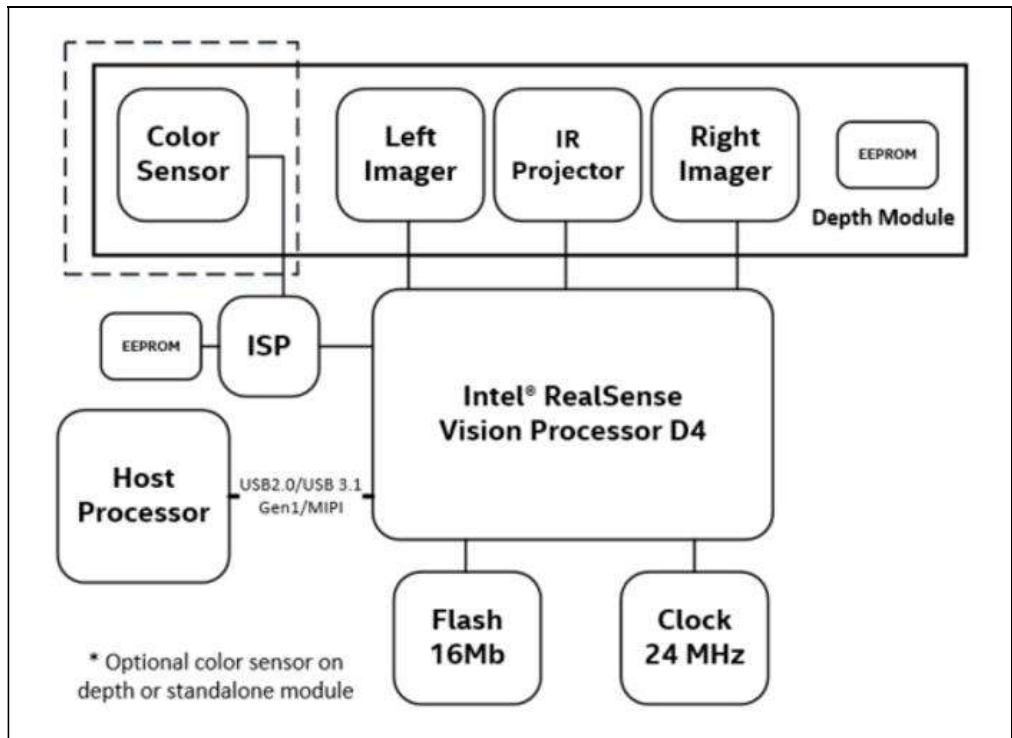 Color
Sensor
Left
Imager
IR
Projector
Right
Imager
EEPROM
Depth Module
EEPROM
ISP
Intel® RealSense
Vision Processor D4
Host
Processor
USB2.0/USB 3.1
Gen1/MIPI
Flash
16Mb
Clock
24 MHz
* Optional color sensor on
depth or standalone module